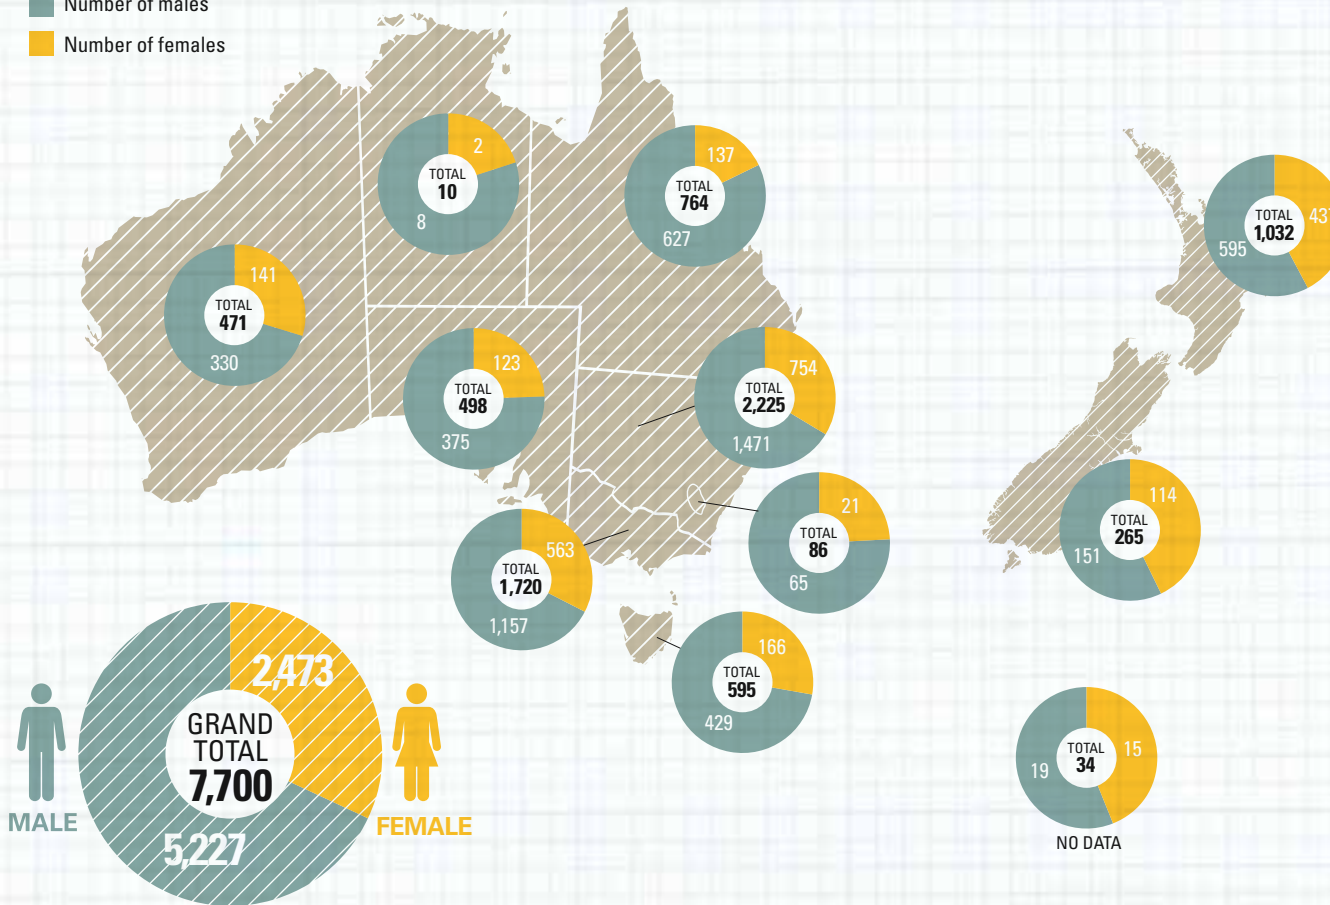 Number of males
Number of females
2
TOTAL
10
8
137
TOTAL
764
627
43
TOTAL
1,032
595
141
TOTAL
471
330
123
TOTAL
498
375
754
TOTAL
2,225
1,471
114
TOTAL
265
151
21
TOTAL
86
65
563
TOTAL
1,720
1,157
166
TOTAL
595
429
2,473
GRAND
TOTAL
7,700
5,227
MALE
FEMALE
15
TOTAL
34
19
NO DATA